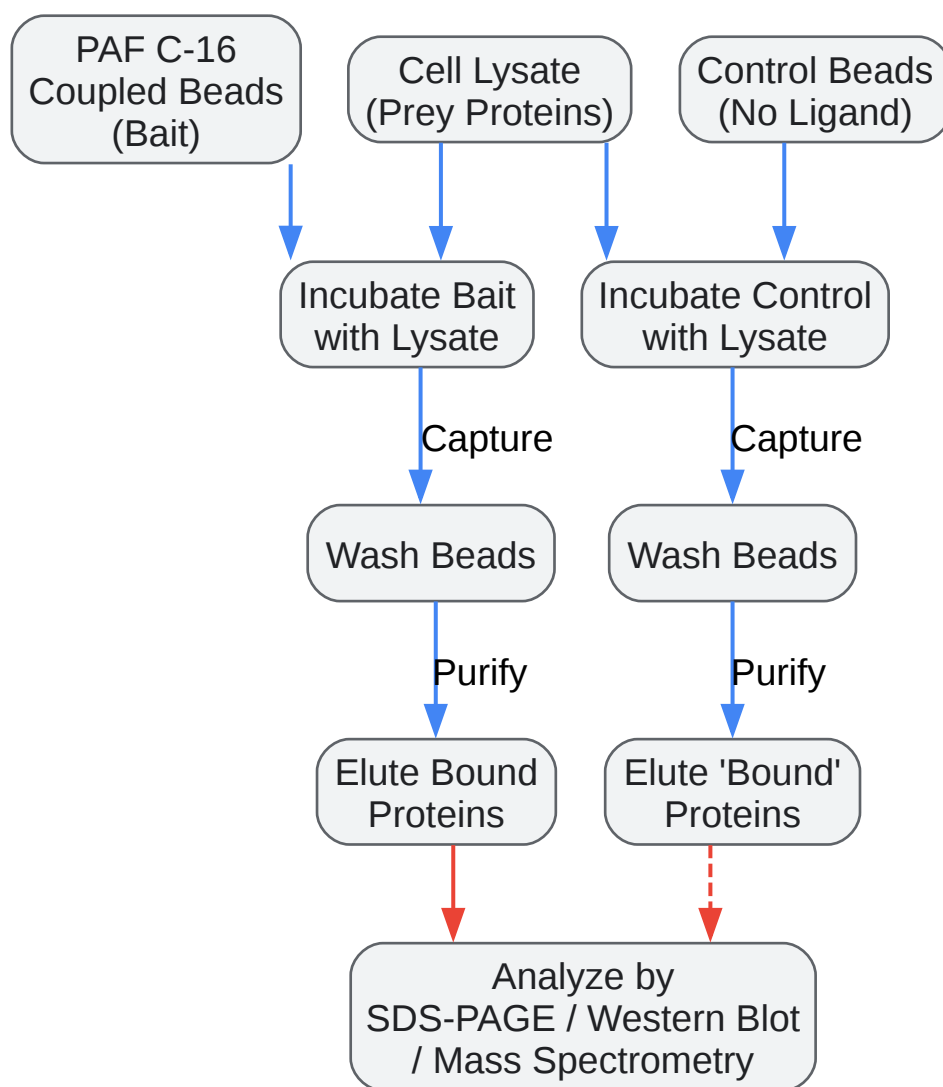 PAF C-16
Coupled Beads
(Bait)
Cell Lysate
(Prey Proteins)
Control Beads
(No Ligand)
Incubate Bait
with Lysate
Incubate Control
with Lysate
Capture
Capture
Wash Beads
Wash Beads
Purify
Purify
Elute Bound
Proteins
Elute 'Bound'
Proteins
Analyze by
SDS-PAGE / Western Blot
/ Mass Spectrometry